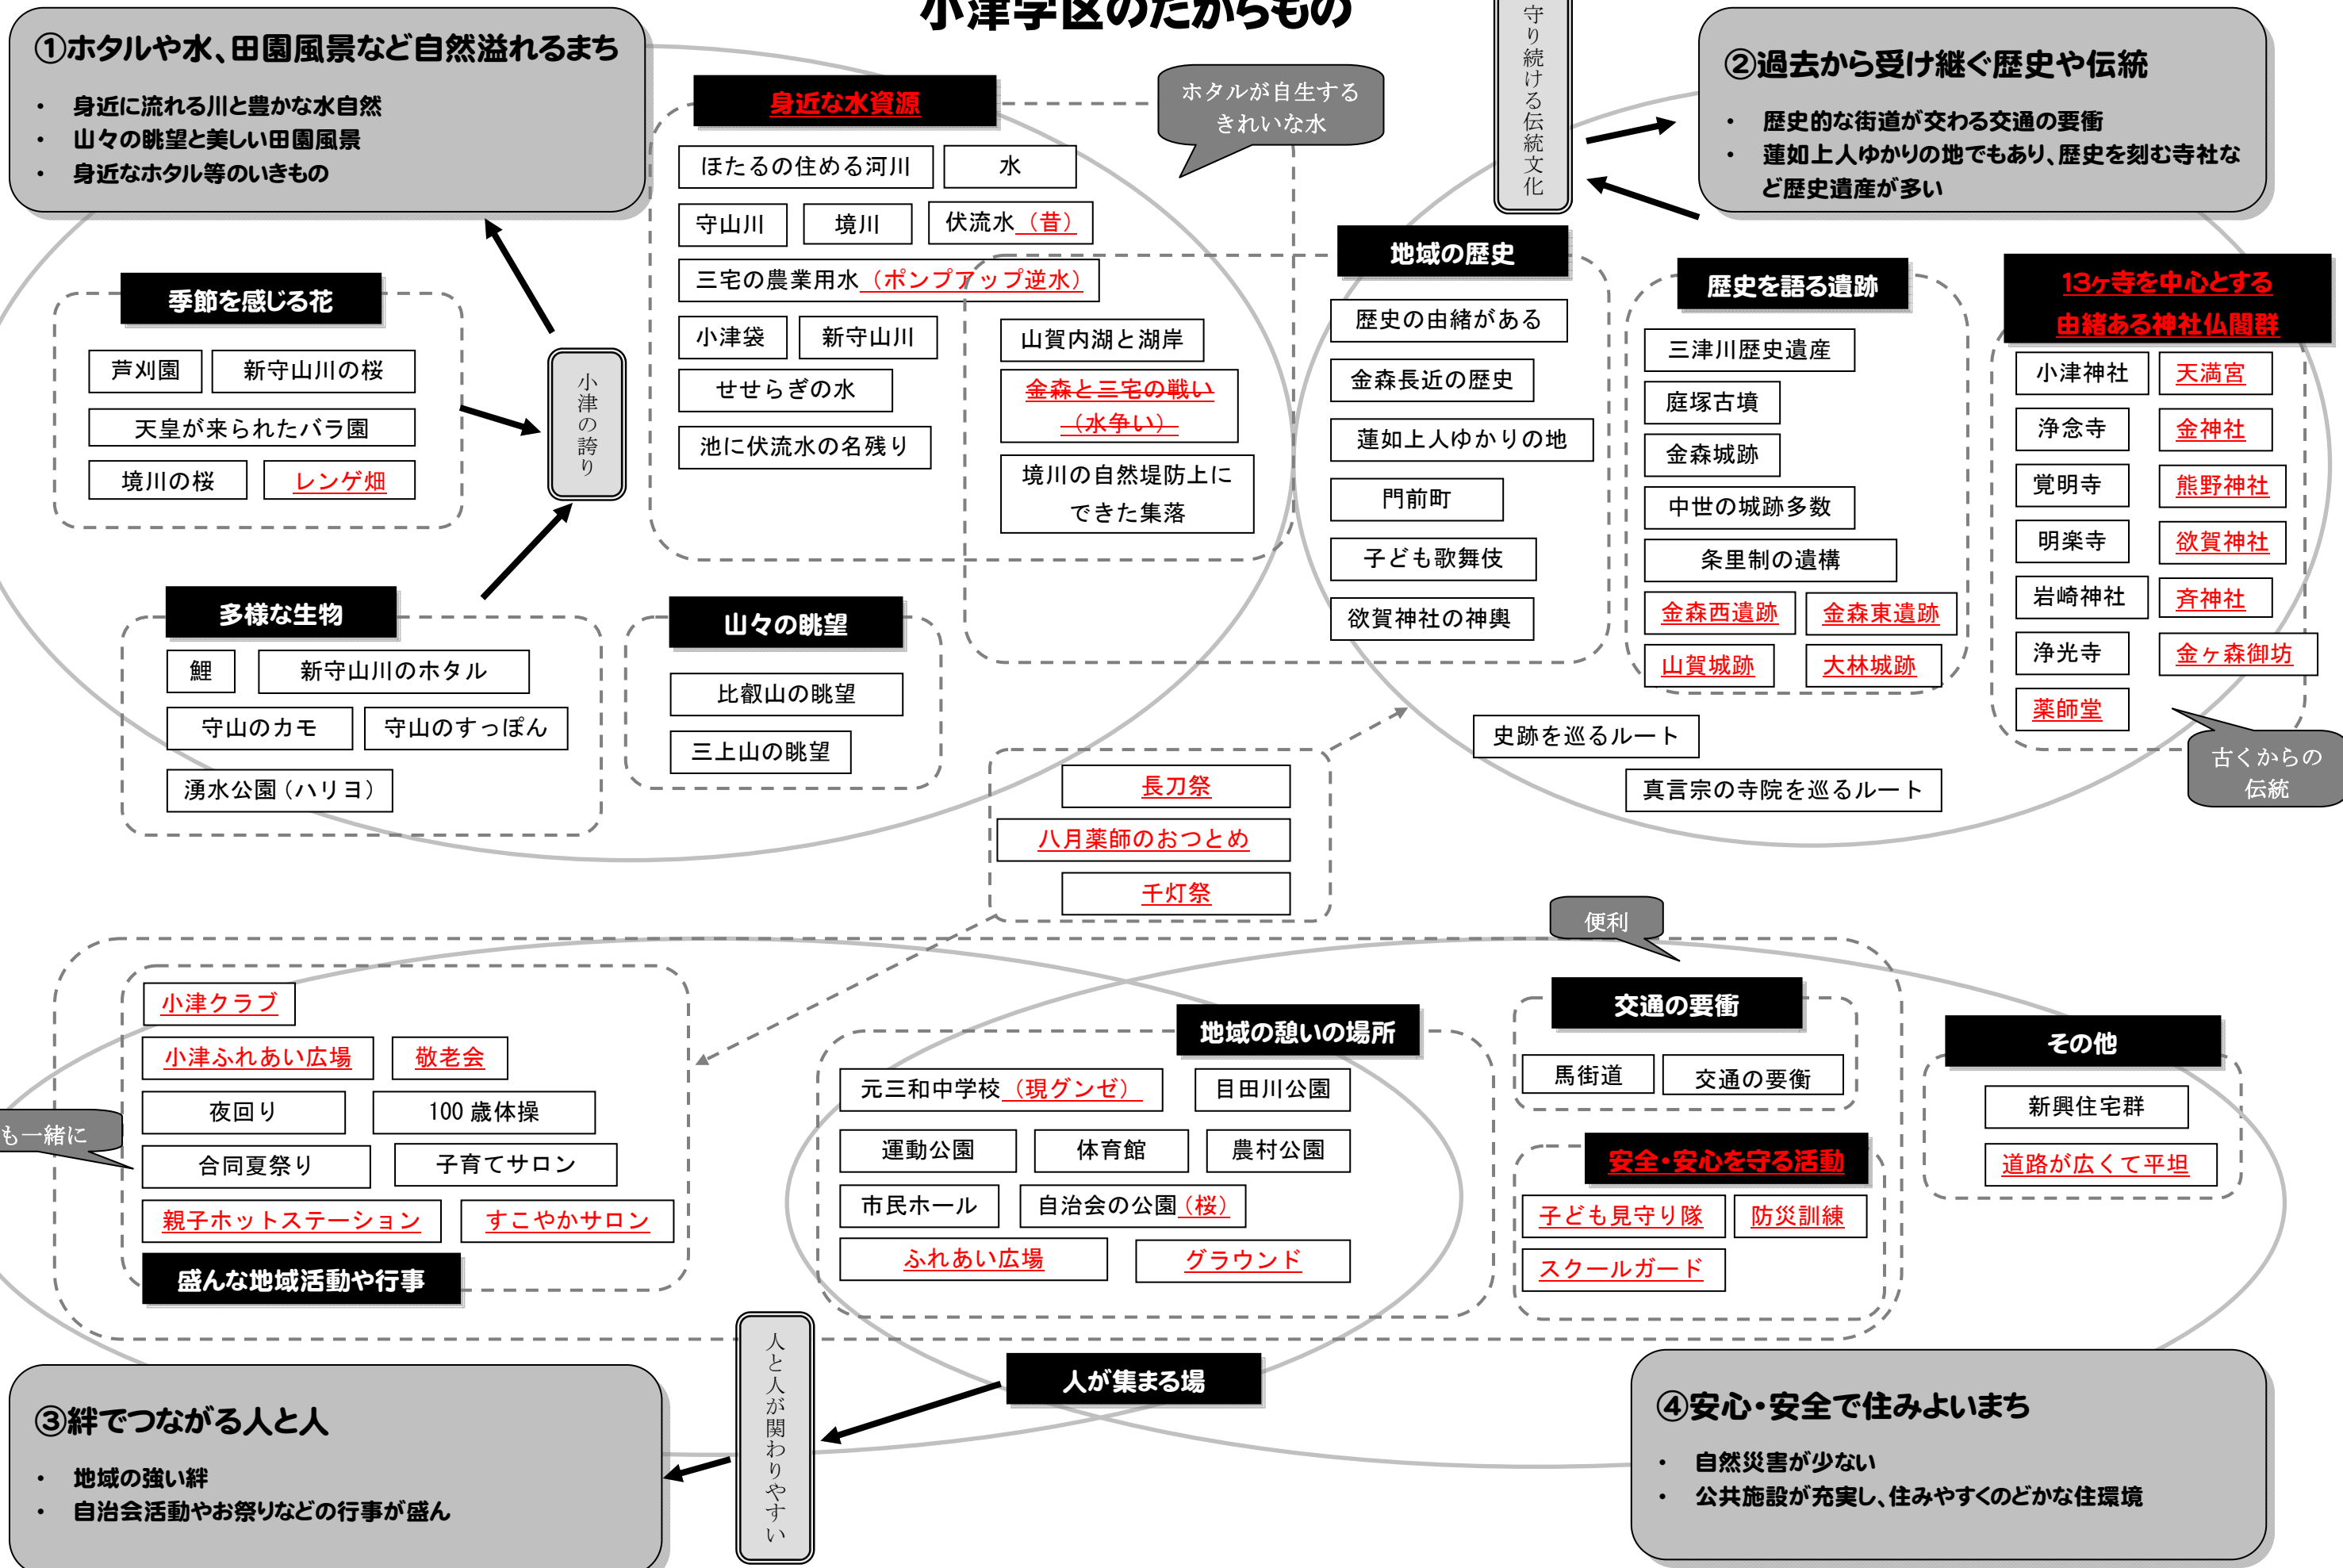 小津学区のたからもの
①ホタルや水、田園風景など自然溢れるまち
・ 身近に流れる川と豊かな水自然
・ 山々の眺望と美しい田園風景
・ 身近なホタル等のいきもの
守り続ける伝統文化
②過去から受け継ぐ歴史や伝統
・ 歴史的な街道が交わる交通の要衝
・ 蓮如上人ゆかりの地でもあり、歴史を刻む寺社な
ど歴史遺産が多い
身近な水資源
ホタルが自生する
きれいな水
ほたるの住める河川
水
守山川
境川
伏流水（昔）
三宅の農業用水（ポンプアップ逆水）
小津袋
新守山川
せせらぎの水
池に伏流水の名残り
山賀内湖と湖岸
金森と三宅の戦い
（水争い）
境川の自然堤防上に
できた集落
季節を感じる花
芦刈園
新守山川の桜
天皇が来られたバラ園
境川の桜
レンゲ畑
小津の誇り
多様な生物
鯉
新守山川のホタル
守山のカモ
守山のすっぽん
湧水公園（ハリヨ）
山々の眺望
比叡山の眺望
三上山の眺望
地域の歴史
歴史の由緒がある
金森長近の歴史
蓮如上人ゆかりの地
門前町
子ども歌舞伎
欲賀神社の神輿
歴史を語る遺跡
三津川歴史遺産
庭塚古墳
金森城跡
中世の城跡多数
条里制の遺構
金森西遺跡
金森東遺跡
山賀城跡
大林城跡
13ヶ寺を中心とする
由緒ある神社仏閣群
小津神社
天満宮
浄念寺
金神社
覚明寺
熊野神社
明楽寺
欲賀神社
岩崎神社
斉神社
浄光寺
金ヶ森御坊
薬師堂
古くからの
伝統
史跡を巡るルート
真言宗の寺院を巡るルート
長刀祭
八月薬師のおつとめ
千灯祭
便利
小津クラブ
小津ふれあい広場
敬老会
夜回り
100 歳体操
合同夏祭り
子育てサロン
親子ホットステーション
すこやかサロン
盛んな地域活動や行事
も一緒に
地域の憩いの場所
元三和中学校（現グンゼ）
目田川公園
運動公園
体育館
農村公園
市民ホール
自治会の公園（桜）
ふれあい広場
グラウンド
交通の要衝
馬街道
交通の要衝
安全・安心を守る活動
子ども見守り隊
防災訓練
スクールガード
その他
新興住宅群
道路が広くて平坦
人が集まる場
人と人が関わりやすい
③絆でつながる人と人
・ 地域の強い絆
・ 自治会活動やお祭りなどの行事が盛ん
④安心・安全で住みよいまち
・ 自然災害が少ない
・ 公共施設が充実し、住みやすくのどかな住環境